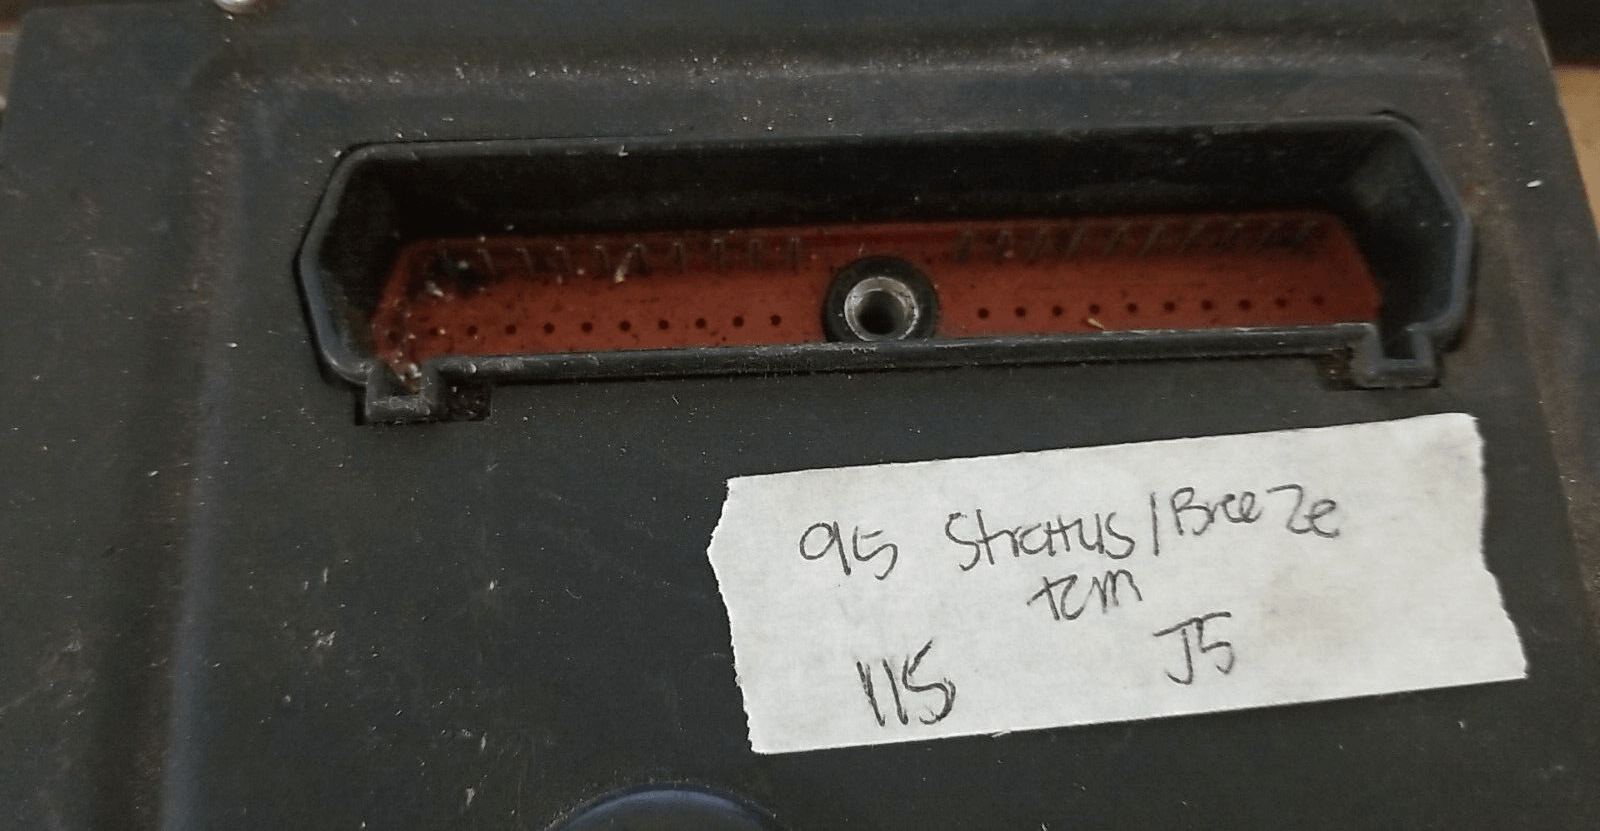 95 Stratus/Breeze
tcm
115 J5